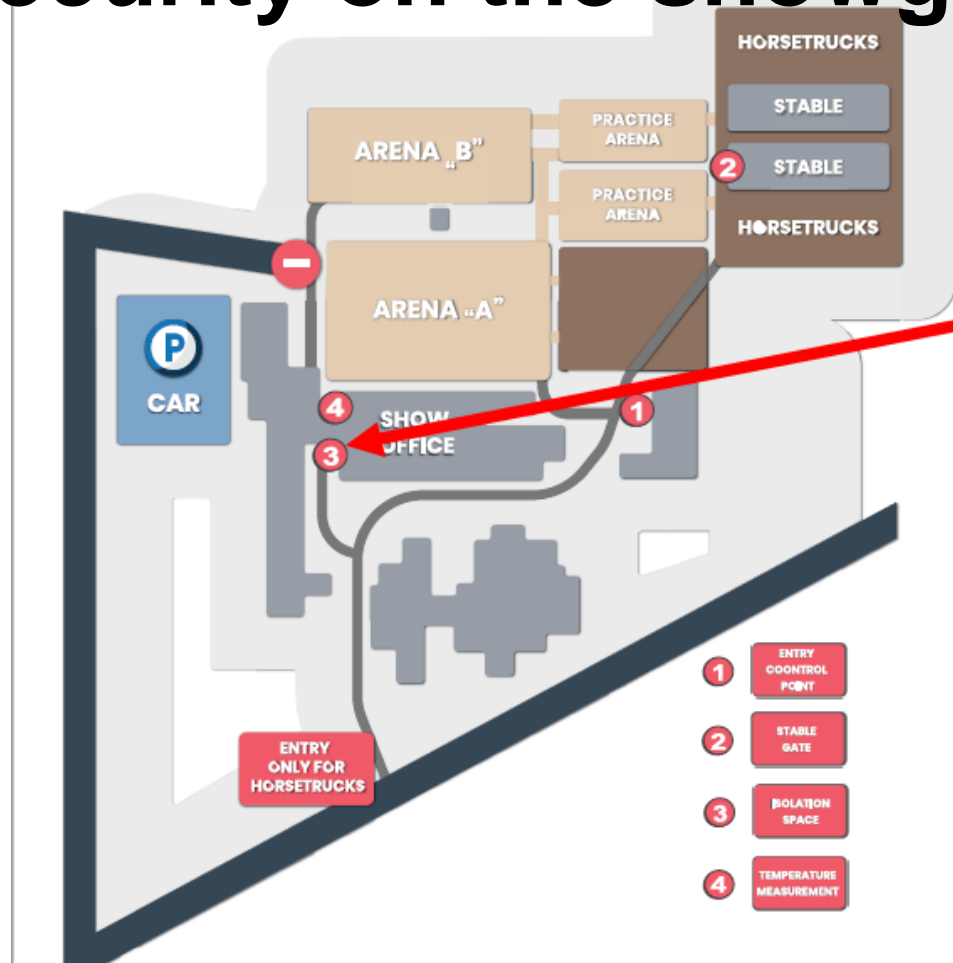 HORSETRUCKS
STABLE
STABLE
HORSETRUCKS
2
PRACTICE
ARENA
PRACTICE
ARENA
ARENA „B”
ARENA “A”
P
CAR
4
SHOW
OFFICE
3
1
ENTRY
ONLY FOR
HORSETRUCKS
1
ENTRY
COONTROL
POINT
2
STABLE
GATE
3
ISOLATION
SPACE
4
TEMPERATURE
MEASUREMENT